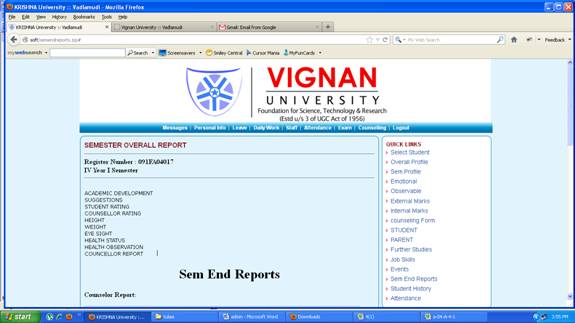 KRISHNA University :: Vadlamudi - Mozilla Firefox
File Edit View History Bookmarks Tools Help
KRISHNA University :: Vadlamudi
Vignan University :: Vadlamudi
Gmail: Email from Google
My Web Search
Feedback
mywebsearch
Search
Screensavers
Smiley Central
Cursor Mania
MyFunCards
VIGNAN
UNIVERSITY
Foundation for Science, Technology & Research
(Estd u/s 3 of UGC Act of 1956)
Messages | Personal Info | Leave | Daily Work | Staff | Attendance | Exam | Counselling | Logout
SEMESTER OVERALL REPORT
Register Number : 091FA04017
IV Year I Semester
ACADEMIC DEVELOPMENT
SUGGESTIONS
STUDENT RATING
COUNSELLOR RATING
HEIGHT
WEIGHT
EYE SIGHT
HEALTH STATUS
HEALTH OBSERVATION
COUNCELLOR REPORT
Sem End Reports
Counselor Report:
QUICK LINKS
Select Student
Overall Profile
Sem Profile
Emotional
Observable
External Marks
Internal Marks
counseling Form
STUDENT
PARENT
Further Studies
Job Skills
Events
Sem End Reports
Student History
Attendance
start
KRISHNA University :...
tulasi
admin - Microsoft Word
Downloads
4(1)
3:55 PM